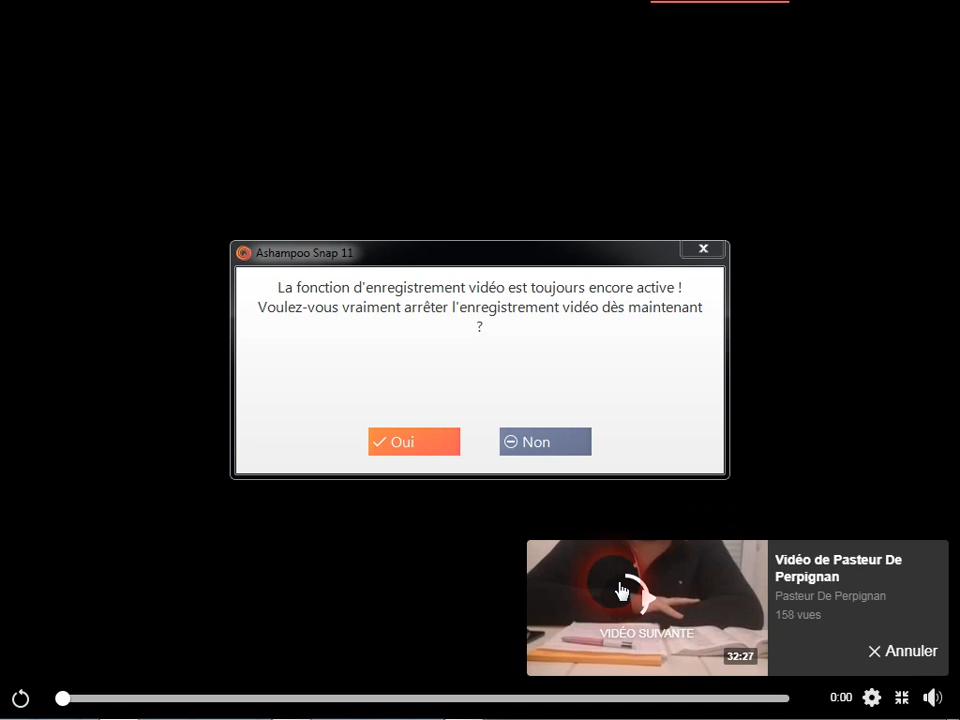 Ashampoo Snap 11
La fonction d'enregistrement vidéo est toujours encore active !
Voulez-vous vraiment arrêter l'enregistrement vidéo dès maintenant
?
Oui
Non
VIDÉO SUIVANTE
32:27
Vidéo de Pasteur De
Perpignan
Pasteur De Perpignan
158 vues
Annuler
0:00